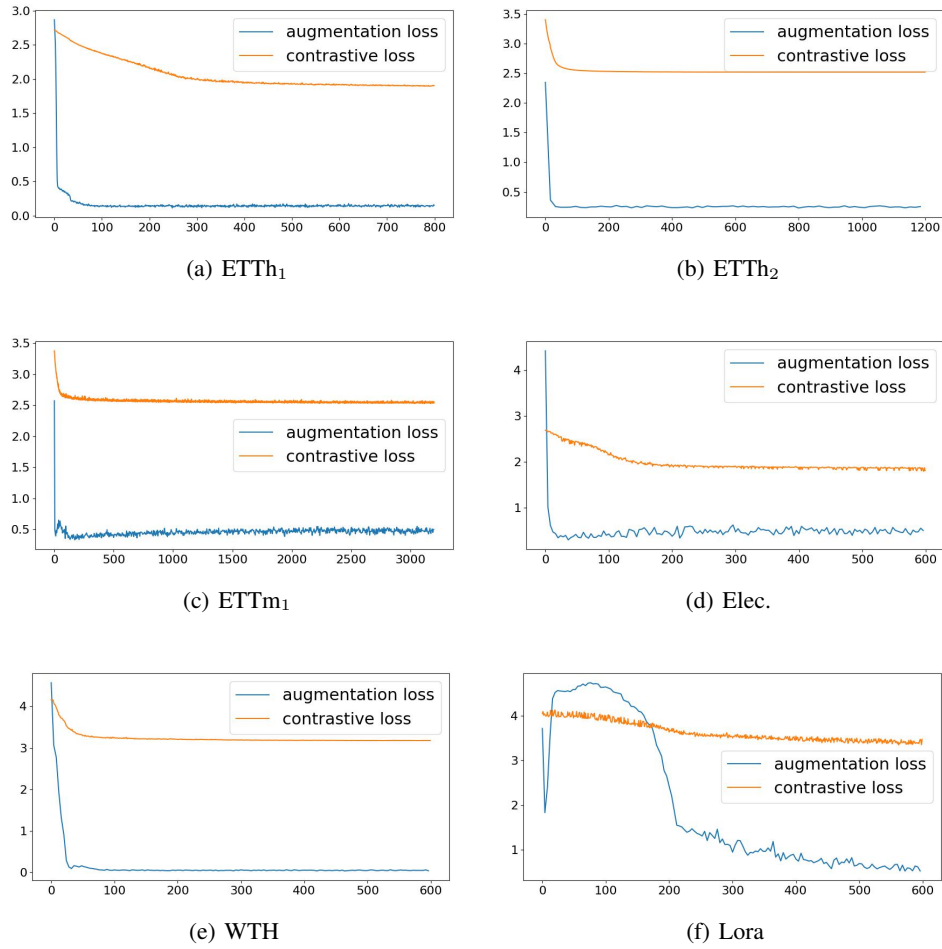 3.0
2.5
2.0
1.5
1.0
0.5
0.0
augmentation loss
contrastive loss
0 100 200 300 400 500 600 700 800
(a) ETTh₁
3.5
3.0
2.5
2.0
1.5
1.0
0.5
augmentation loss
contrastive loss
0 200 400 600 800 1000 1200
(b) ETTh₂
3.5
3.0
2.5
2.0
1.5
1.0
0.5
augmentation loss
contrastive loss
0 500 1000 1500 2000 2500 3000
(c) ETTm₁
4
3
2
1
augmentation loss
contrastive loss
0 100 200 300 400 500 600
(d) Elec.
4
3
2
1
0
augmentation loss
contrastive loss
0 100 200 300 400 500 600
(e) WTH
4
3
2
1
augmentation loss
contrastive loss
0 100 200 300 400 500 600
(f) Lora